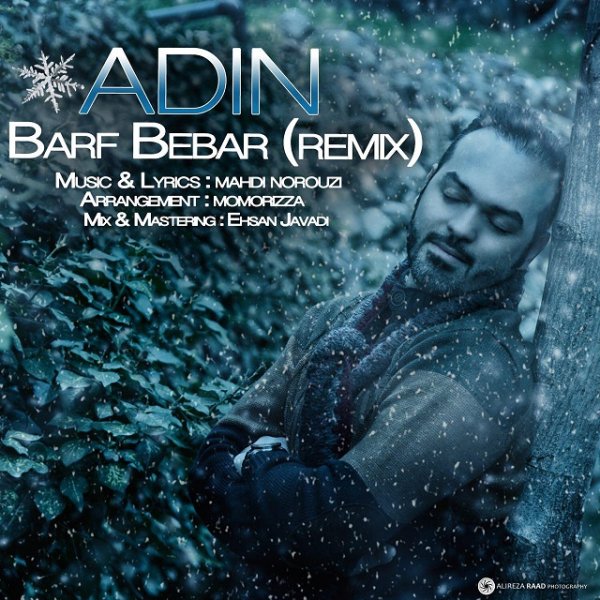 ADIN
BARF BEBAR (REMIX)
MUSIC & LYRICS : MAHDI NOROUZI
ARRANGEMENT : MOMORIZZA
MIX & MASTERING : EHSAN JAVADI
ALIREZA RAAD PHOTOGRAPHY